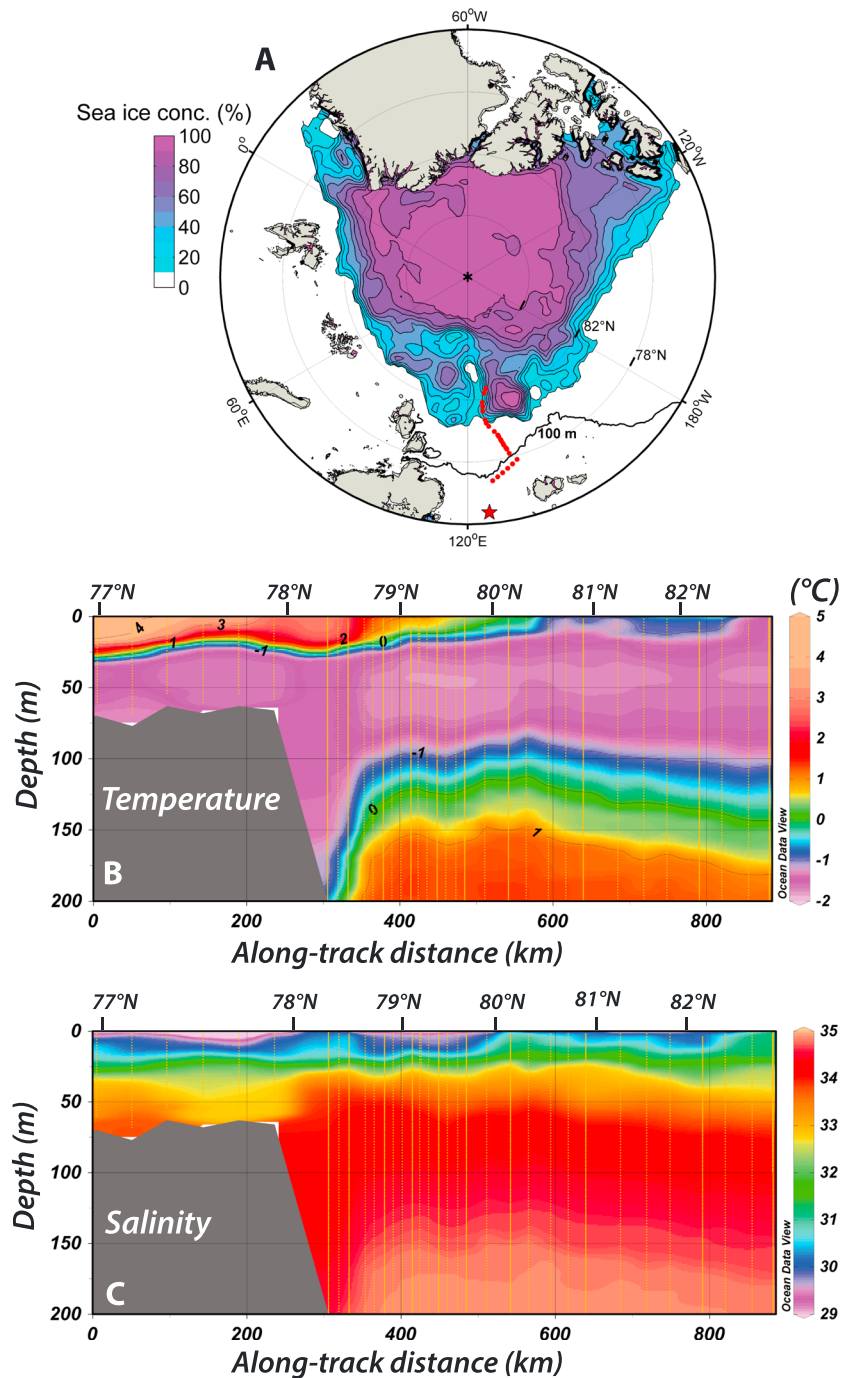 60°W
A
Sea ice conc. (%)
100
80
60
40
20
0
0°
120°W
82°N
78°N
60°E
180°W
100 m
120°E
77°N 78°N 79°N 80°N 81°N 82°N
(°C)
0
50
100
150
200
Depth (m)
4 1 3 -1 2 0
-1
0
1
Temperature
B
5
4
3
2
1
0
-1
-2
Ocean Data View
0 200 400 600 800
Along-track distance (km)
77°N 78°N 79°N 80°N 81°N 82°N
0
50
100
150
200
Depth (m)
Salinity
C
35
34
33
32
31
30
29
Ocean Data View
0 200 400 600 800
Along-track distance (km)